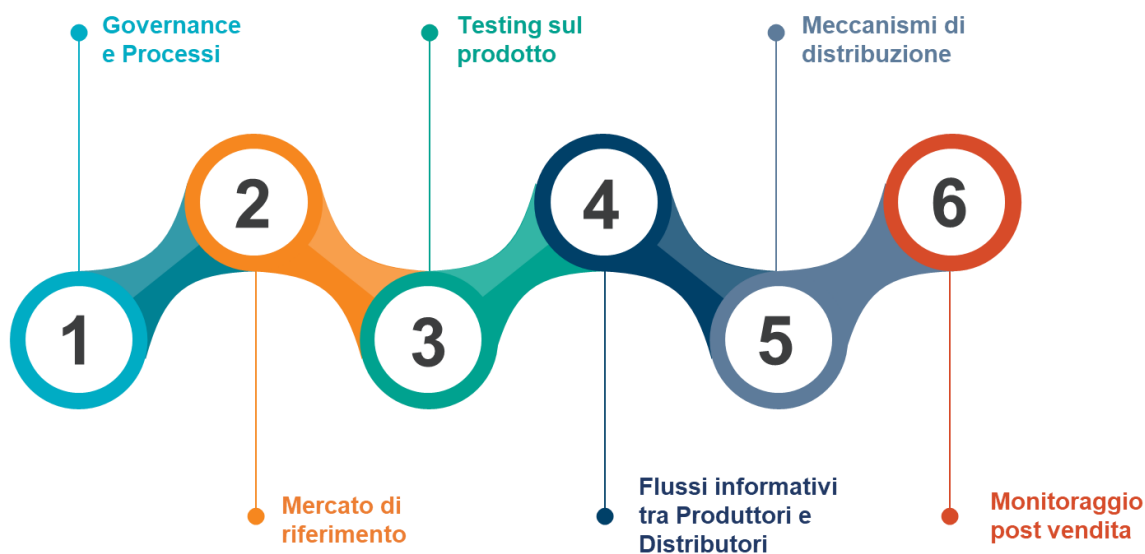 Governance
e Processi
Testing sul
prodotto
Meccanismi di
distribuzione
1
2
3
4
5
6
Mercato di
riferimento
Flussi informativi
tra Produttori e
Distributori
Monitoraggio
post vendita